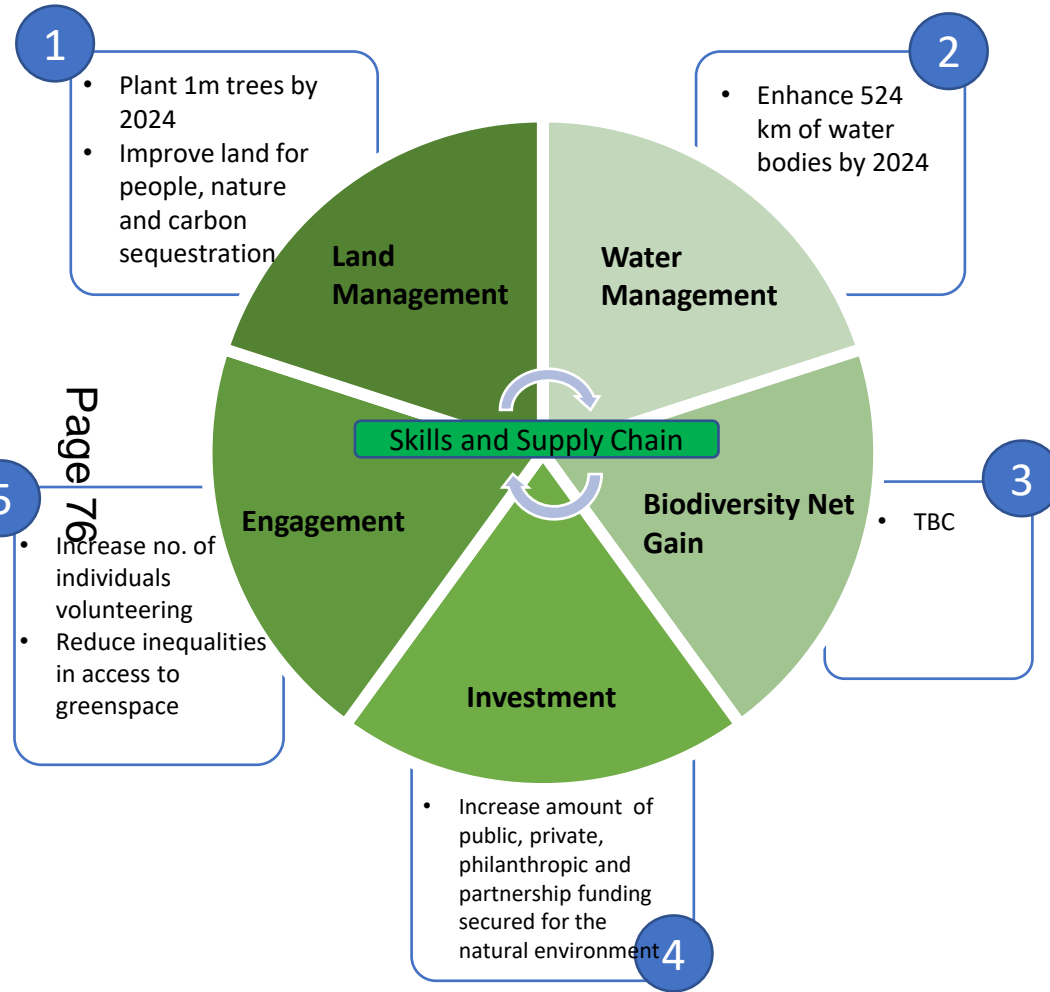 1
• Plant 1m trees by
2024
• Improve land for
people, nature
and carbon
sequestration
Land
Management
2
• Enhance 524
km of water
bodies by 2024
Water
Management
Skills and Supply Chain
3
• TBC
Biodiversity Net
Gain
4
• Increase amount of
public, private,
philanthropic and
partnership funding
secured for the
natural environment
Investment
5
• Increase no. of
individuals
volunteering
• Reduce inequalities
in access to
greenspace
Engagement
Page 76